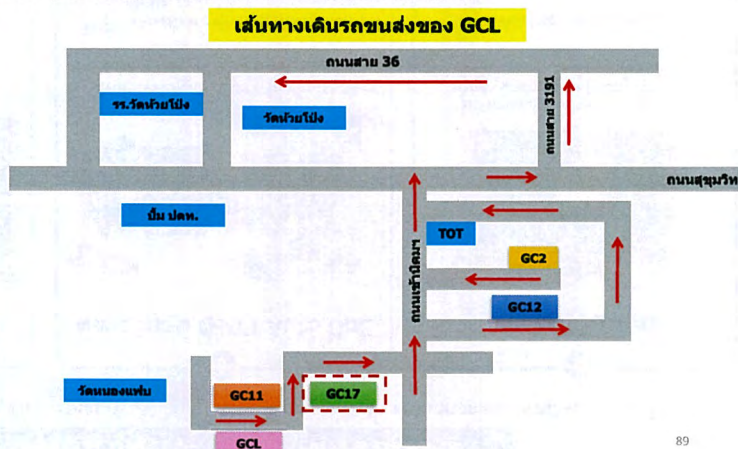 เส้นทางเดินรถขนส่งของ GCL
ถนนสาย 36
รร.วัดห้วยโป่ง
วัดห้วยโป่ง
ถนนสาย 3191
ถนนสุขุมวิท
ปั๊ม ปตท.
ถนนเข้านิคมฯ
TOT
GC2
GC12
วัดหนองแฟบ
GC11
GC17
GCL
89